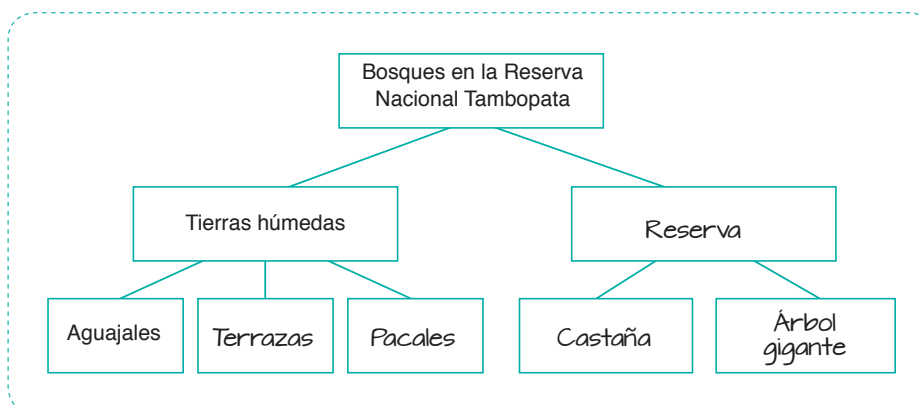 Bosques en la Reserva
Nacional Tambopata
Tierras húmedas
Reserva
Aguajales
Terrazas
Pacales
Castaña
Árbol
gigante